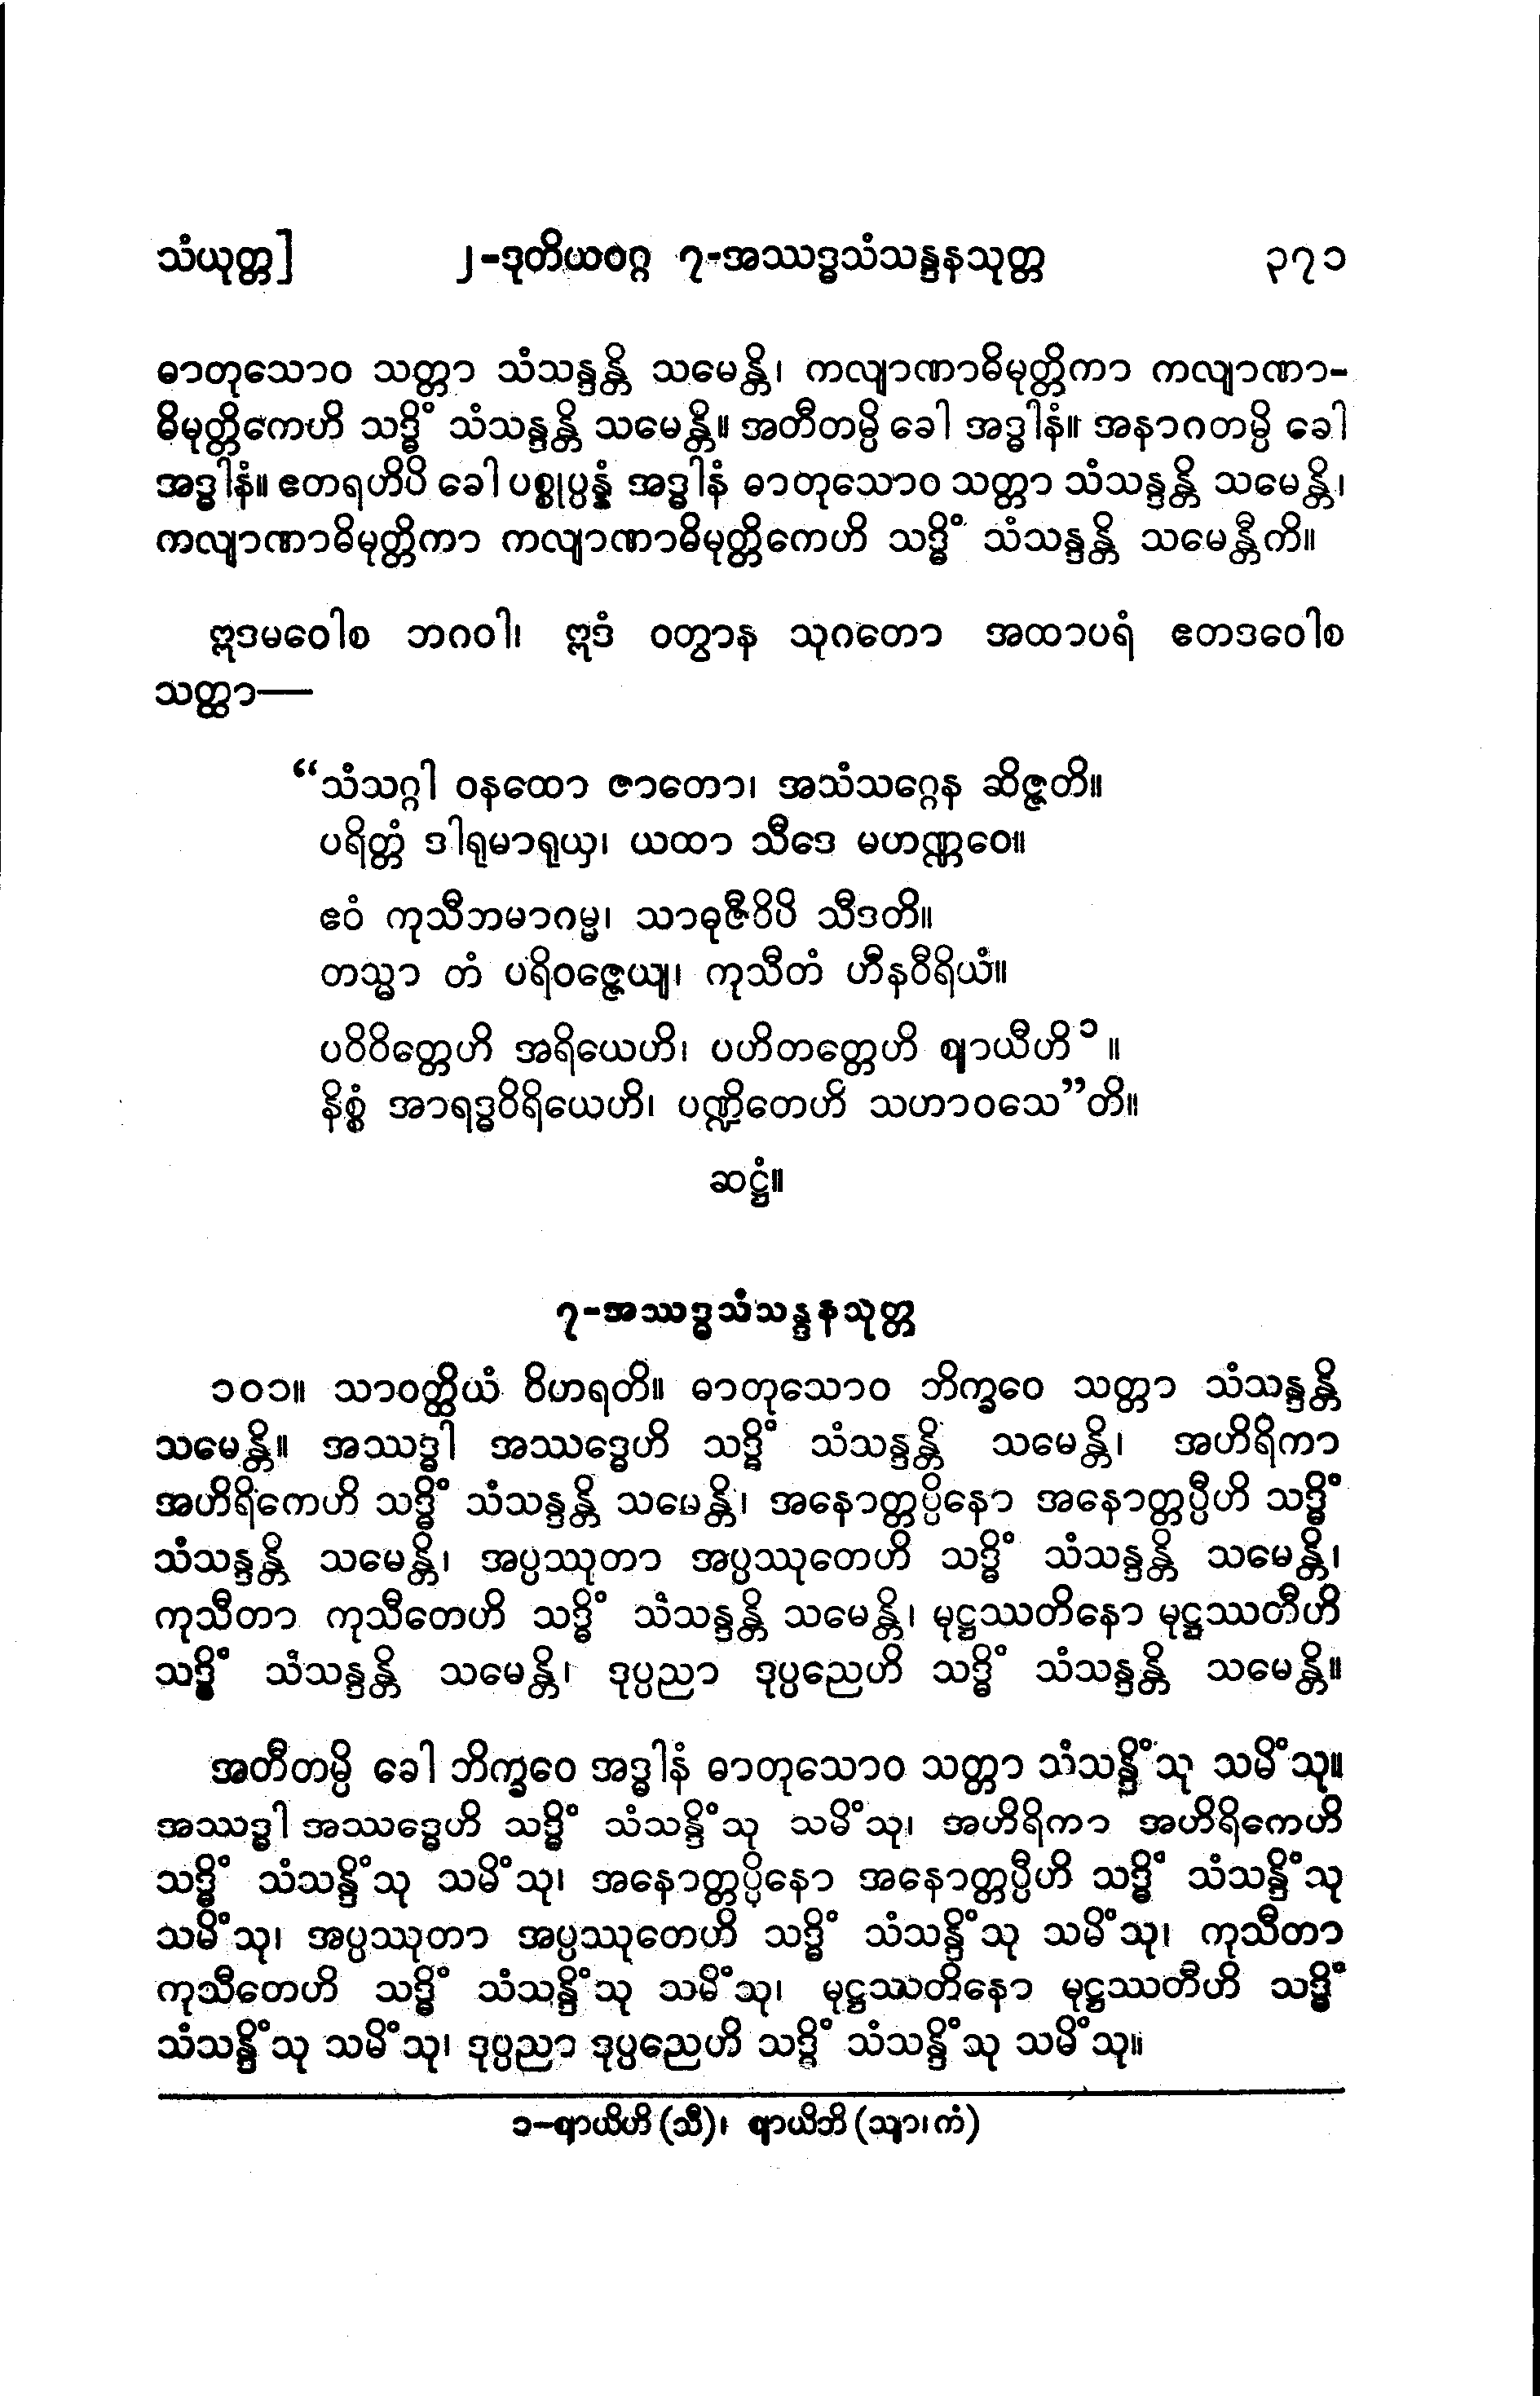 သံယုတ္တ] ၂-ဒုတိယဝဂ္ဂ ၇-အဿဒ္ဓသံသန္ဒနသုတ္တ ၃၇၁
ဓာတုသောဝ သတ္တာ သံသန္ဒန္တိ သမေန္တိ၊ ကလျာဏာဓိမုတ္တိကာ ကလျာဏာ-
ဓိမုတ္တိကေဟိ သဒ္ဓိံ သံသန္ဒန္တိ သမေန္တိ။ အတီတမ္ပိ ခေါ အဒ္ဓါနံ။ အနာဂတမ္ပိ ခေါ
အဒ္ဓါနံ။ ဧတရဟိပိ ခေါ ပစ္စုပ္ပန္နံ အဒ္ဓါနံ ဓာတုသောဝ သတ္တာ သံသန္ဒန္တိ သမေန္တိ၊
ကလျာဏာဓိမုတ္တိကာ ကလျာဏာဓိမုတ္တိကေဟိ သဒ္ဓိံ သံသန္ဒန္တိ သမေန္တီကိ။
ဣဒမဝေါစ ဘဂဝါ၊ ဣဒံ ဝတွာန သုဂတော အထာပရံ ဧတဒဝေါစ
သတ္ထာ—
“သံသဂ္ဂါ ဝနထော ဇာတော၊ အသံသဂ္ဂေန ဆိဇ္ဇတိ။
ပရိတ္တံ ဒါရုမာရုယှ၊ ယထာ သီဒေ မဟဏ္ဏဝေ။
ဧဝံ ကုသီဘမာဂမ္မ၊ သာဓုဇီဝိပိ သီဒတိ။
တသ္မာ တံ ပရိဝဇ္ဇေယျ၊ ကုသီတံ ဟီနဝီရိယံ။
ပဝိဝိတ္တေဟိ အရိယေဟိ၊ ပဟိတတ္တေဟိ ဈာယီဟိ၁။
နိစ္စံ အာရဒ္ဓဝိရိယေဟိ၊ ပဏ္ဍိတေဟိ သဟာဝသေ”တိ။
ဆဋ္ဌံ။
၇-အဿဒ္ဓသံသန္ဒနသုတ္တ
၁၀၁။ သာဝတ္ထိယံ ဝိဟရတိ။ ဓာတုသောဝ ဘိက္ခဝေ သတ္တာ သံသန္ဒန္တိ
သမေန္တိ။ အဿဒ္ဓါ အဿဒ္ဓေဟိ သဒ္ဓိံ သံသန္ဒန္တိ သမေန္တိ၊ အဟိရိကာ
အဟိရိကေဟိ သဒ္ဓိံ သံသန္ဒန္တိ သမေန္တိ၊ အနောတ္တပ္ပိနော အနောတ္တပ္ပီဟိ သဒ္ဓိံ
သံသန္ဒန္တိ သမေန္တိ၊ အပ္ပဿုတာ အပ္ပဿုတေဟိ သဒ္ဓိံ သံသန္ဒန္တိ သမေန္တိ၊
ကုသီတာ ကုသီတေဟိ သဒ္ဓိံ သံသန္ဒန္တိ သမေန္တိ၊ မုဋ္ဌဿတိနော မုဋ္ဌဿတီဟိ
သဒ္ဓိံ သံသန္ဒန္တိ သမေန္တိ၊ ဒုပ္ပညာ ဒုပ္ပညေဟိ သဒ္ဓိံ သံသန္ဒန္တိ သမေန္တိ။
အတီတမ္ပိ ခေါ ဘိက္ခဝေ အဒ္ဓါနံ ဓာတုသောဝ သတ္တာ သံသန္ဒိံသု သမိံသု။
အဿဒ္ဓါ အဿဒ္ဓေဟိ သဒ္ဓိံ သံသန္ဒိံသု သမိံသု၊ အဟိရိကာ အဟိရိကေဟိ
သဒ္ဓိံ သံသန္ဒိံသု သမိံသု၊ အနောတ္တပ္ပိနော အနောတ္တပ္ပီဟိ သဒ္ဓိံ သံသန္ဒိံသု
သမိံသု၊ အပ္ပဿုတာ အပ္ပဿုတေဟိ သဒ္ဓိံ သံသန္ဒိံသု သမိံသု၊ ကုသီတာ
ကုသီတေဟိ သဒ္ဓိံ သံသန္ဒိံသု သမိံသု၊ မုဋ္ဌဿတိနော မုဋ္ဌဿတီဟိ သဒ္ဓိံ
သံသန္ဒိံသု သမိံသု၊ ဒုပ္ပညာ ဒုပ္ပညေဟိ သဒ္ဓိံ သံသန္ဒိံသု သမိံသု။
၁-ဈာယိဟိ (သီ)၊ ဈာယိဘိ (သျာ၊ကံ)